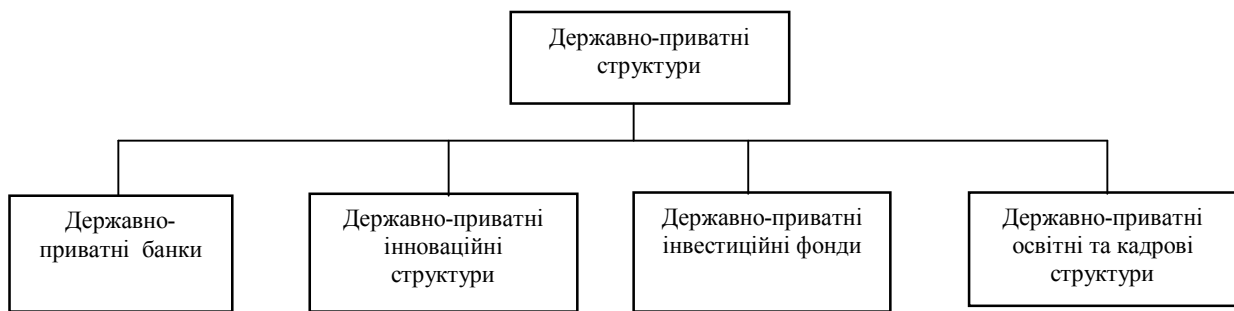 Державно-приватні
структури
Державно-
приватні банки
Державно-приватні
інноваційні
структури
Державно-приватні
інвестиційні фонди
Державно-приватні
освітні та кадрові
структури